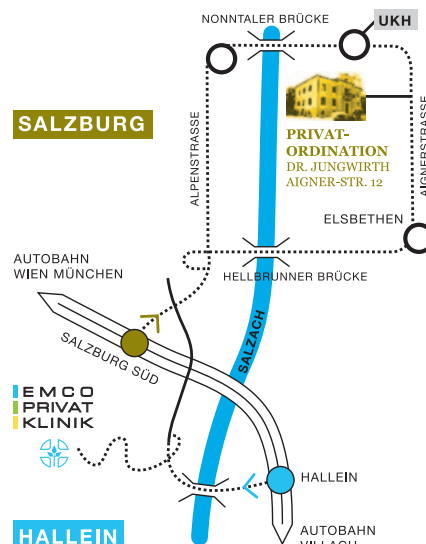 NONNTALER BRÜCKE
UKH
SALZBURG
ALPENSTRASSE
PRIVAT-
ORDINATION
DR. JUNGWIRTH
AIGNER-STR. 12
AIGNERSTRASSE
ELSBETHEN
AUTOBAHN
WIEN MÜNCHEN
HELLBRUNNER BRÜCKE
SALZACH
SALZBURG SÜD
EMCO
PRIVAT
KLINIK
HALLEIN
HALLEIN
AUTOBAHN
VILLACH